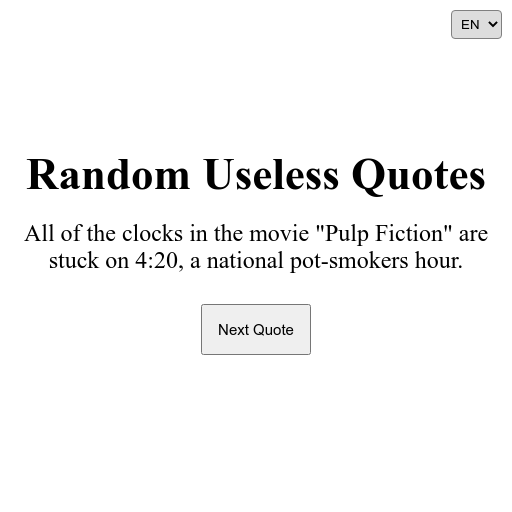 EN
Random Useless Quotes
All of the clocks in the movie "Pulp Fiction" are
stuck on 4:20, a national pot-smokers hour.
Next Quote